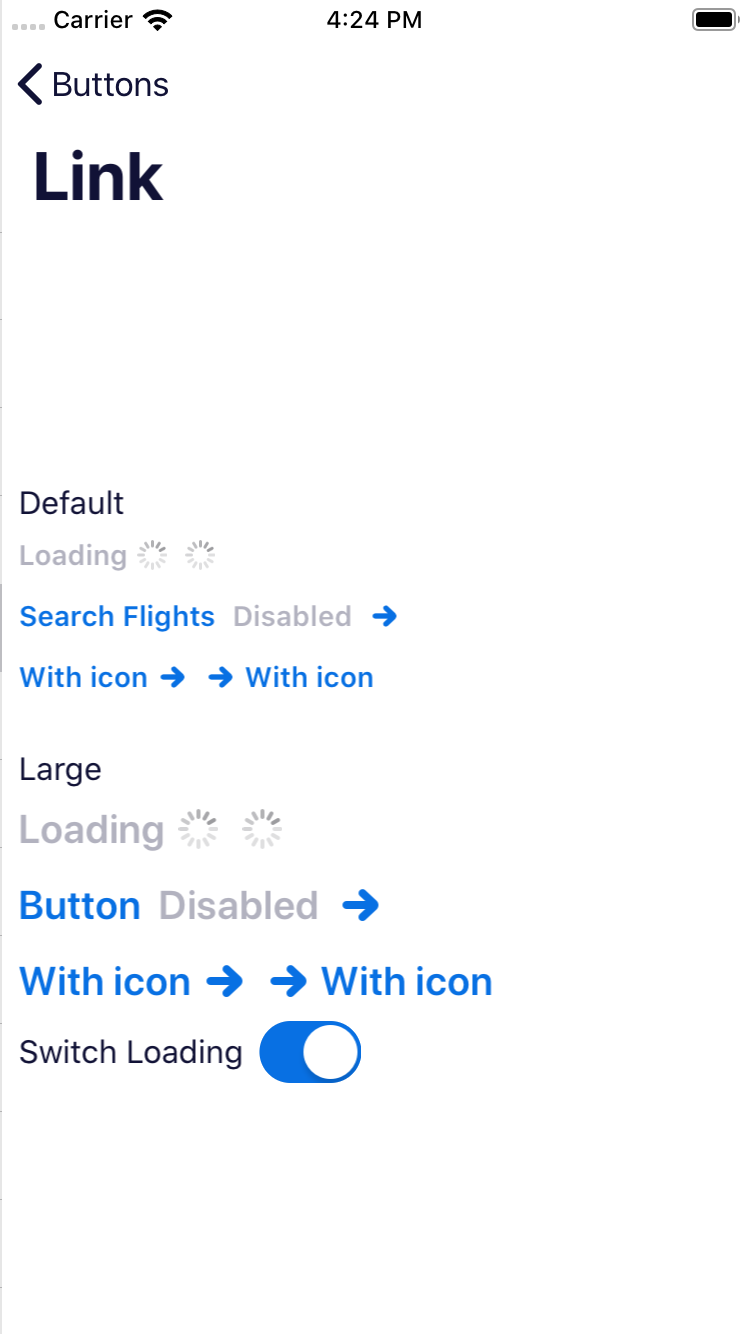 Carrier 4:24 PM
Buttons
Link
Default
Loading
Search Flights Disabled
With icon With icon
Large
Loading
Button Disabled
With icon With icon
Switch Loading